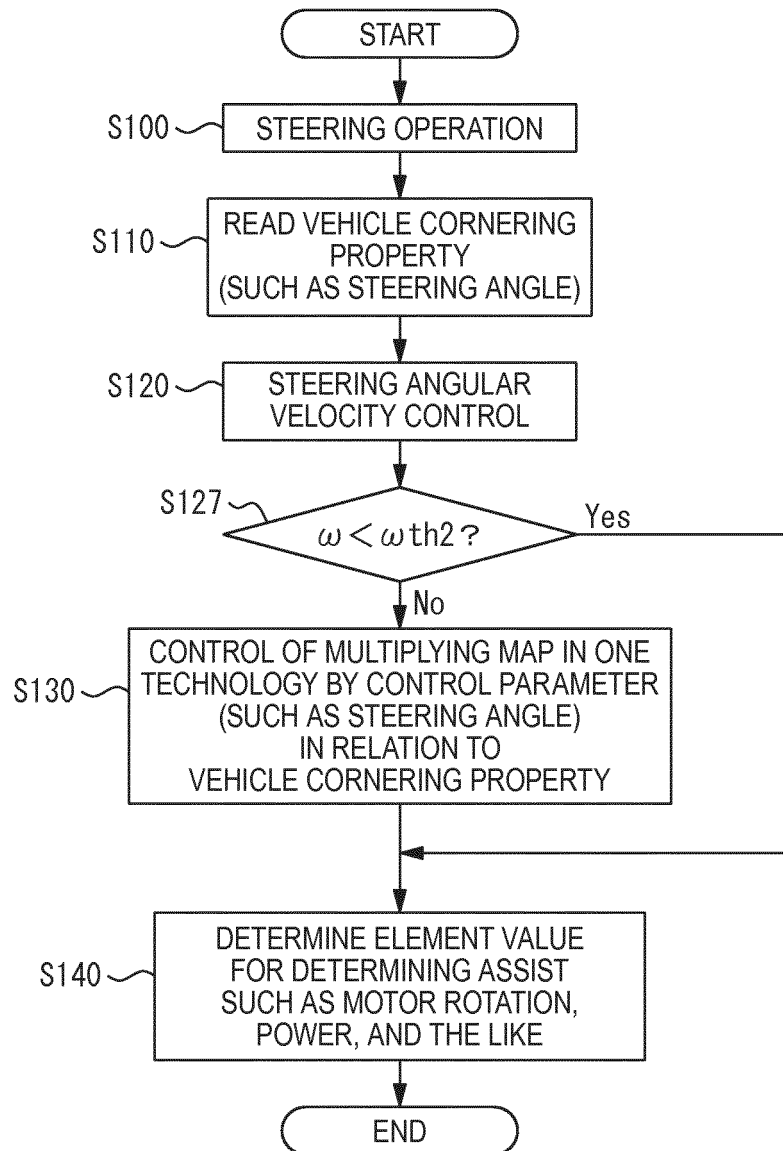 START
S100
STEERING OPERATION
S110
READ VEHICLE CORNERING
PROPERTY
(SUCH AS STEERING ANGLE)
S120
STEERING ANGULAR
VELOCITY CONTROL
S127
ω<ωth2?
Yes
No
S130
CONTROL OF MULTIPLYING MAP IN ONE
TECHNOLOGY BY CONTROL PARAMETER
(SUCH AS STEERING ANGLE)
IN RELATION TO
VEHICLE CORNERING PROPERTY
S140
DETERMINE ELEMENT VALUE
FOR DETERMINING ASSIST
SUCH AS MOTOR ROTATION,
POWER, AND THE LIKE
END